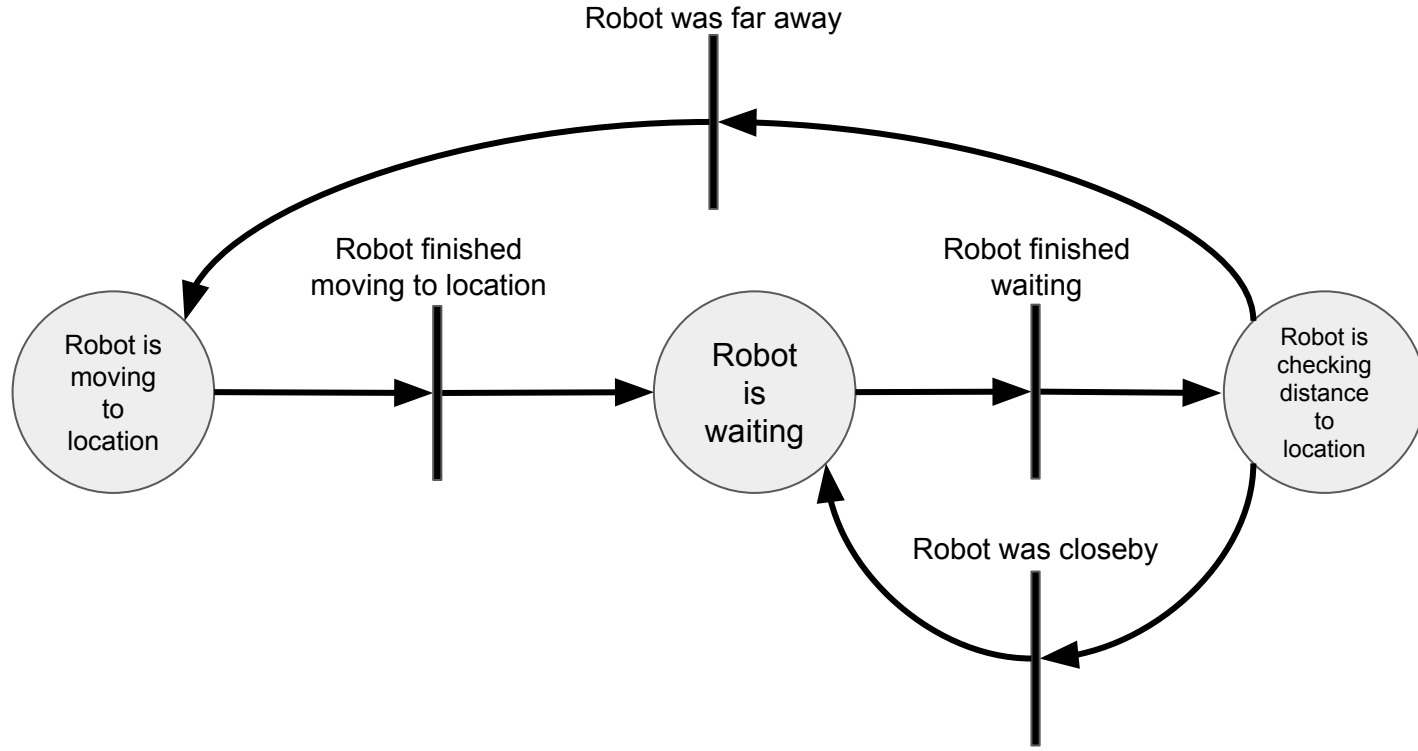 Robot was far away
Robot finished
moving to location
Robot finished
waiting
Robot is
moving
to
location
Robot
is
waiting
Robot is
checking
distance
to
location
Robot was closeby